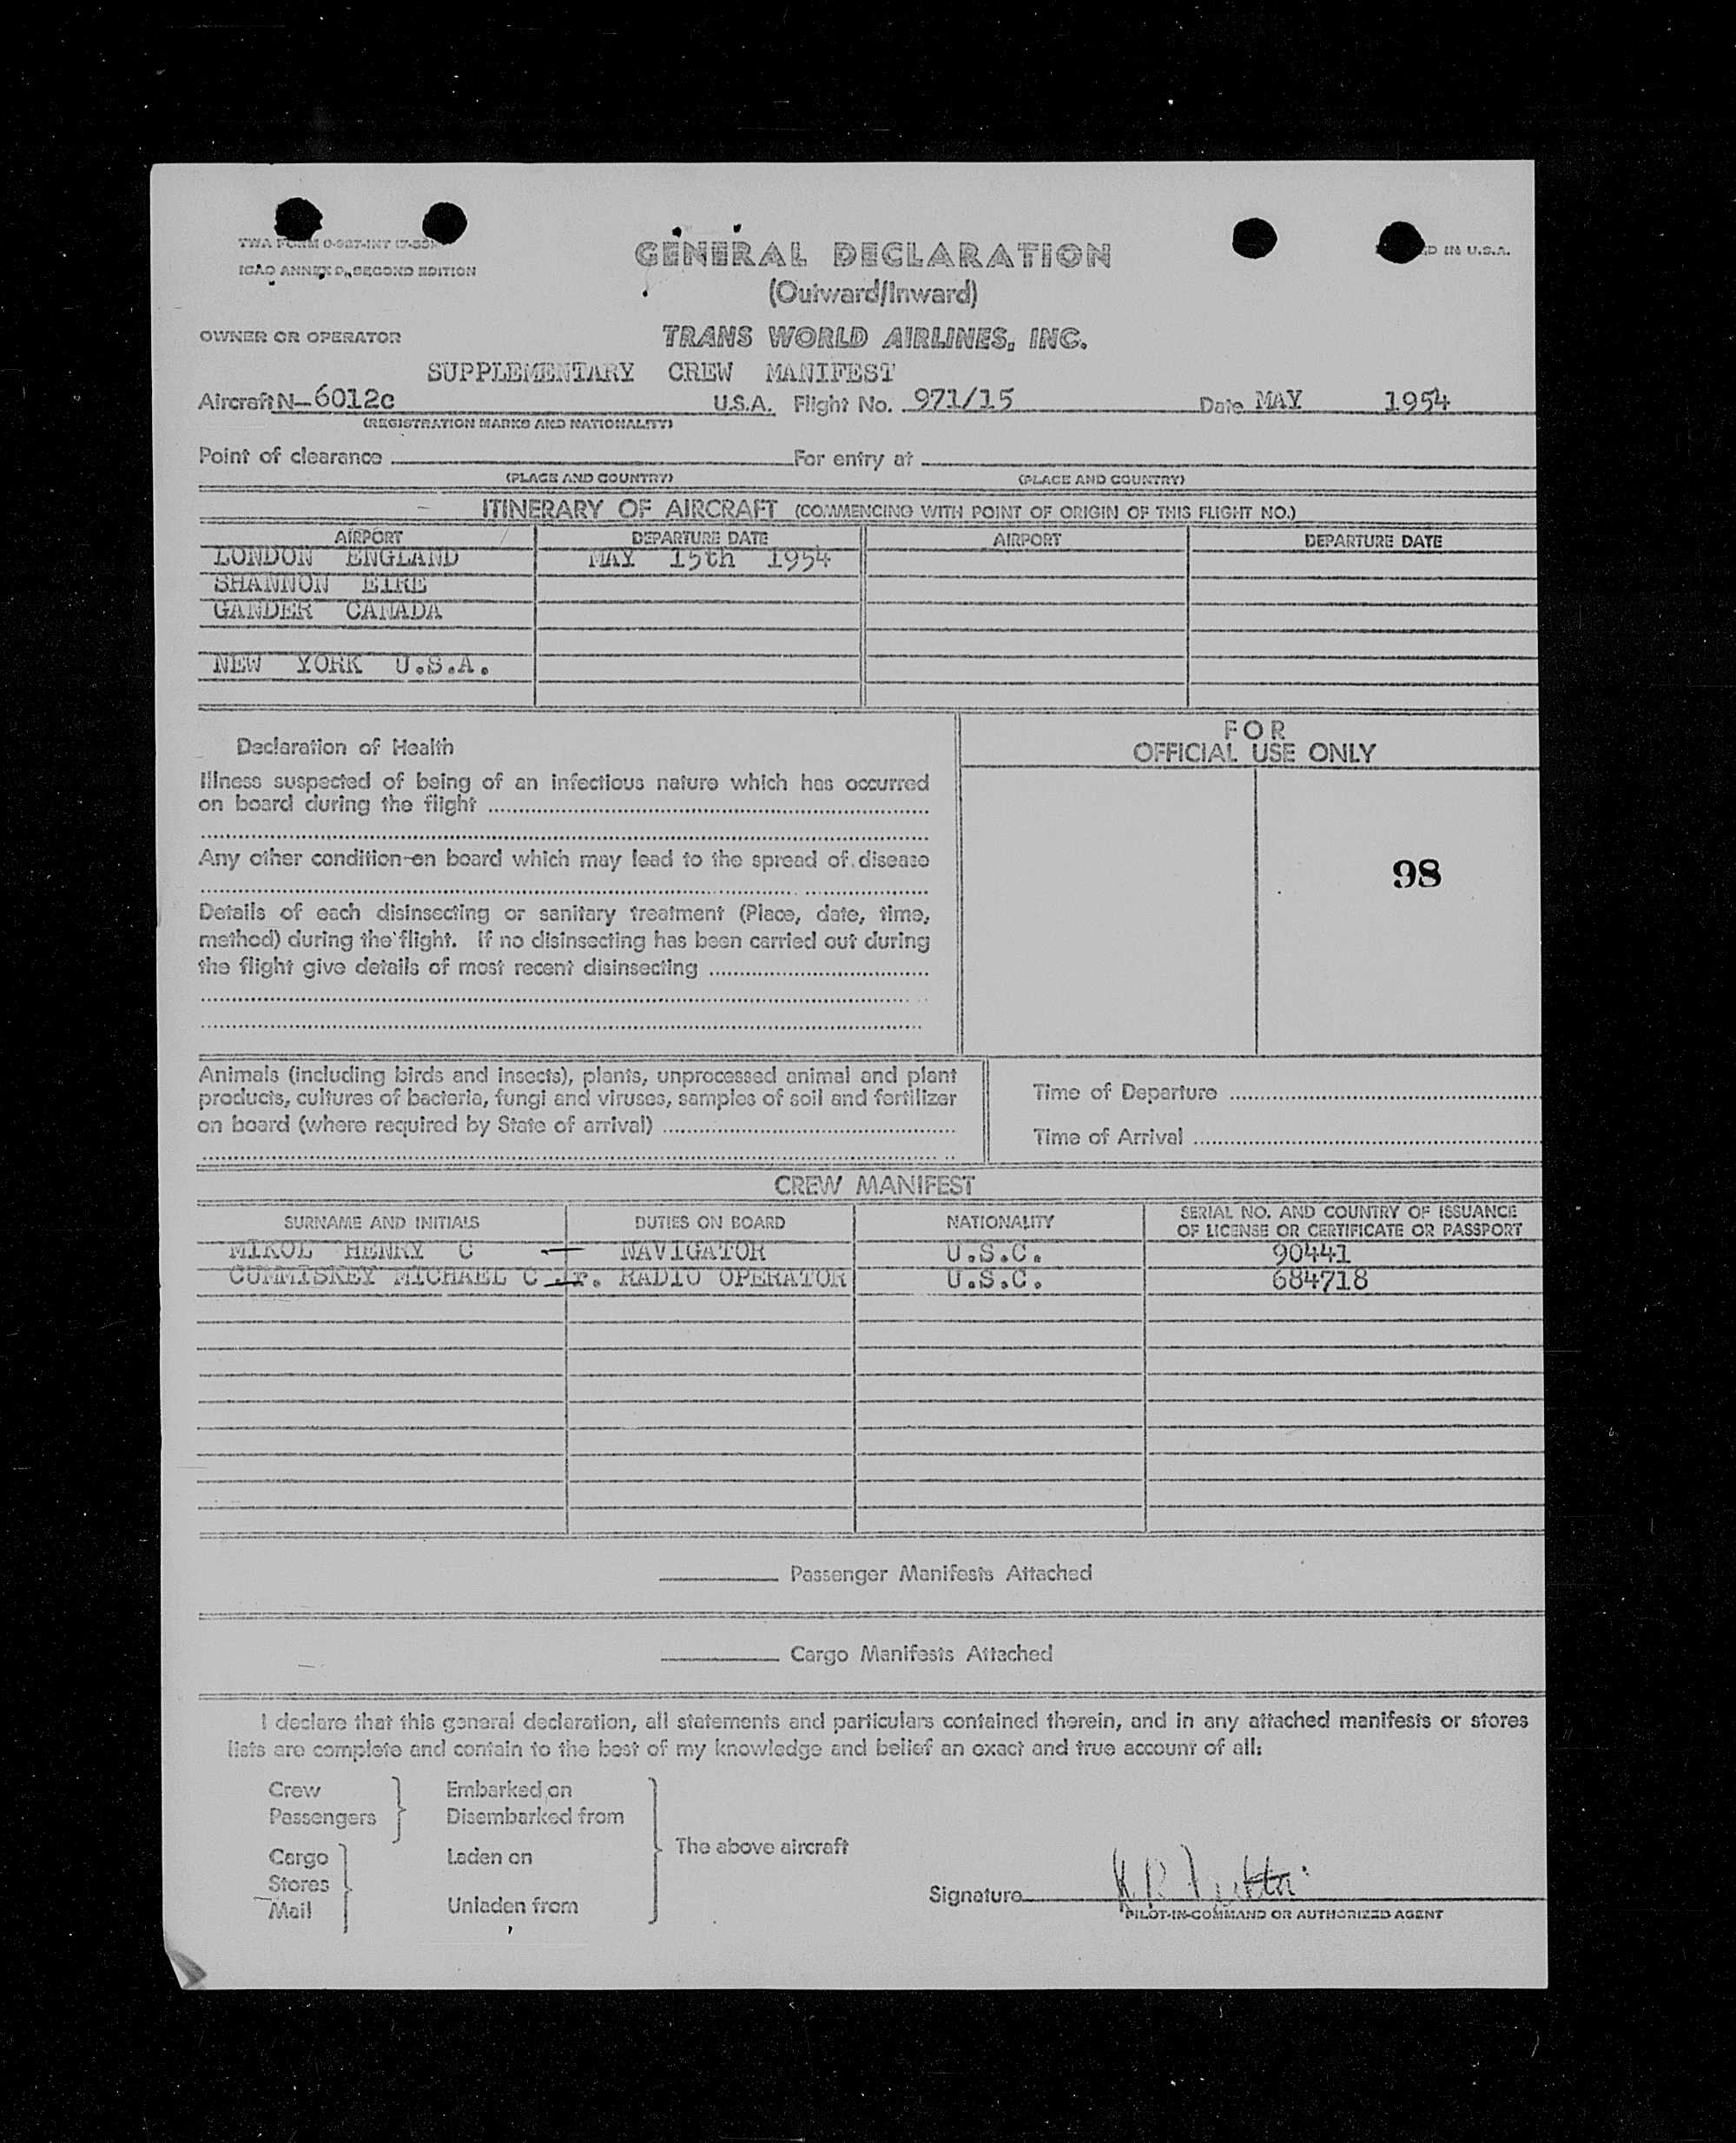 TWA FORM O-927-INT
ICAO ANNEX 9, SECOND EDITION
GENERAL DECLARATION
IN U.S.A.
(Outward/Inward)
OWNER OR OPERATOR TRANS WORLD AIRLINES, INC.
SUPPLEMENTARY CREW MANIFEST
Aircraft N-6012c U.S.A. Flight No. 971/15 Date MAY 1954
(REGISTRATION MARKS AND NATIONALITY)
Point of clearance For entry at
(PLACE AND COUNTRY) (PLACE AND COUNTRY)
ITINERARY OF AIRCRAFT (COMMENCING WITH POINT OF ORIGIN OF THIS FLIGHT NO.)
AIRPORT DEPARTURE DATE AIRPORT DEPARTURE DATE
LONDON ENGLAND MAY 15th 1954
SHANNON EIRE
GANDER CANADA
NEW YORK U.S.A.
Declaration of Health
Illness suspected of being of an infectious nature which has occurred
on board during the flight
Any other condition on board which may lead to the spread of disease
Details of each disinsecting or sanitary treatment (Place, date, time,
method) during the flight. If no disinsecting has been carried out during
the flight give details of most recent disinsecting
FOR
OFFICIAL USE ONLY
98
Animals (including birds and insects), plants, unprocessed animal and plant
products, cultures of bacteria, fungi and viruses, samples of soil and fertilizer
on board (where required by State of arrival)
Time of Departure
Time of Arrival
CREW MANIFEST
SURNAME AND INITIALS DUTIES ON BOARD NATIONALITY SERIAL NO. AND COUNTRY OF ISSUANCE OF LICENSE OR CERTIFICATE OR PASSPORT
MIKOL HENRY C NAVIGATOR U.S.C. 90441
CUMMISKEY MICHAEL C Jr. RADIO OPERATOR U.S.C. 684718
Passenger Manifests Attached
Cargo Manifests Attached
I declare that this general declaration, all statements and particulars contained therein, and in any attached manifests or stores
lists are complete and contain to the best of my knowledge and belief an exact and true account of all:
Crew Embarked on
Passengers Disembarked from
The above aircraft
Cargo Laden on
Stores
Mail Unladen from
Signature
PILOT-IN-COMMAND OR AUTHORIZED AGENT